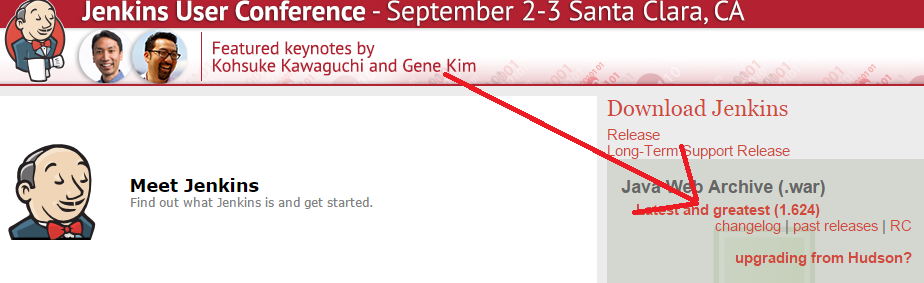 Jenkins User Conference - September 2-3 Santa Clara, CA
Featured keynotes by
Kohsuke Kawaguchi and Gene Kim
Download Jenkins
Release
Long-Term Support Release
Meet Jenkins
Find out what Jenkins is and get started.
Java Web Archive (.war)
Latest and greatest (1.624)
changelog | past releases | RC
upgrading from Hudson?